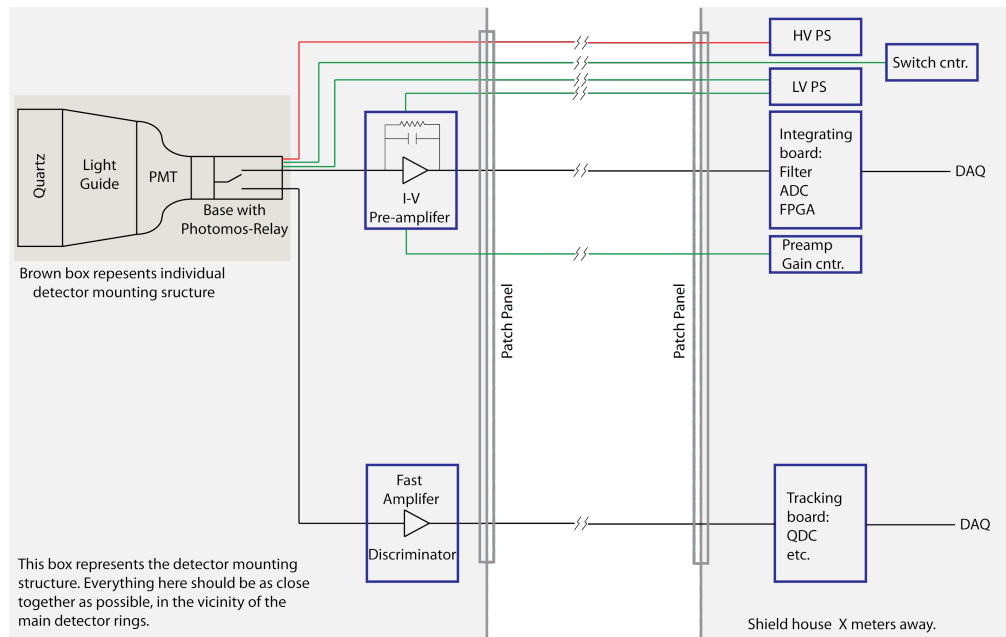 HV PS
Switch cntr.
LV PS
Integrating
board:
Filter
ADC
FPGA
DAQ
Quartz
Light
Guide
PMT
Base with
Photomos-Relay
I-V
Pre-amplifer
Preamp
Gain cntr.
Brown box repesents individual
detector mounting sructure
Patch Panel
Patch Panel
Fast
Amplifer
Discriminator
Tracking
board:
QDC
etc.
DAQ
This box represents the detector mounting
structure. Everything here should be as close
together as possible, in the vicinity of the
main detector rings.
Shield house X meters away.